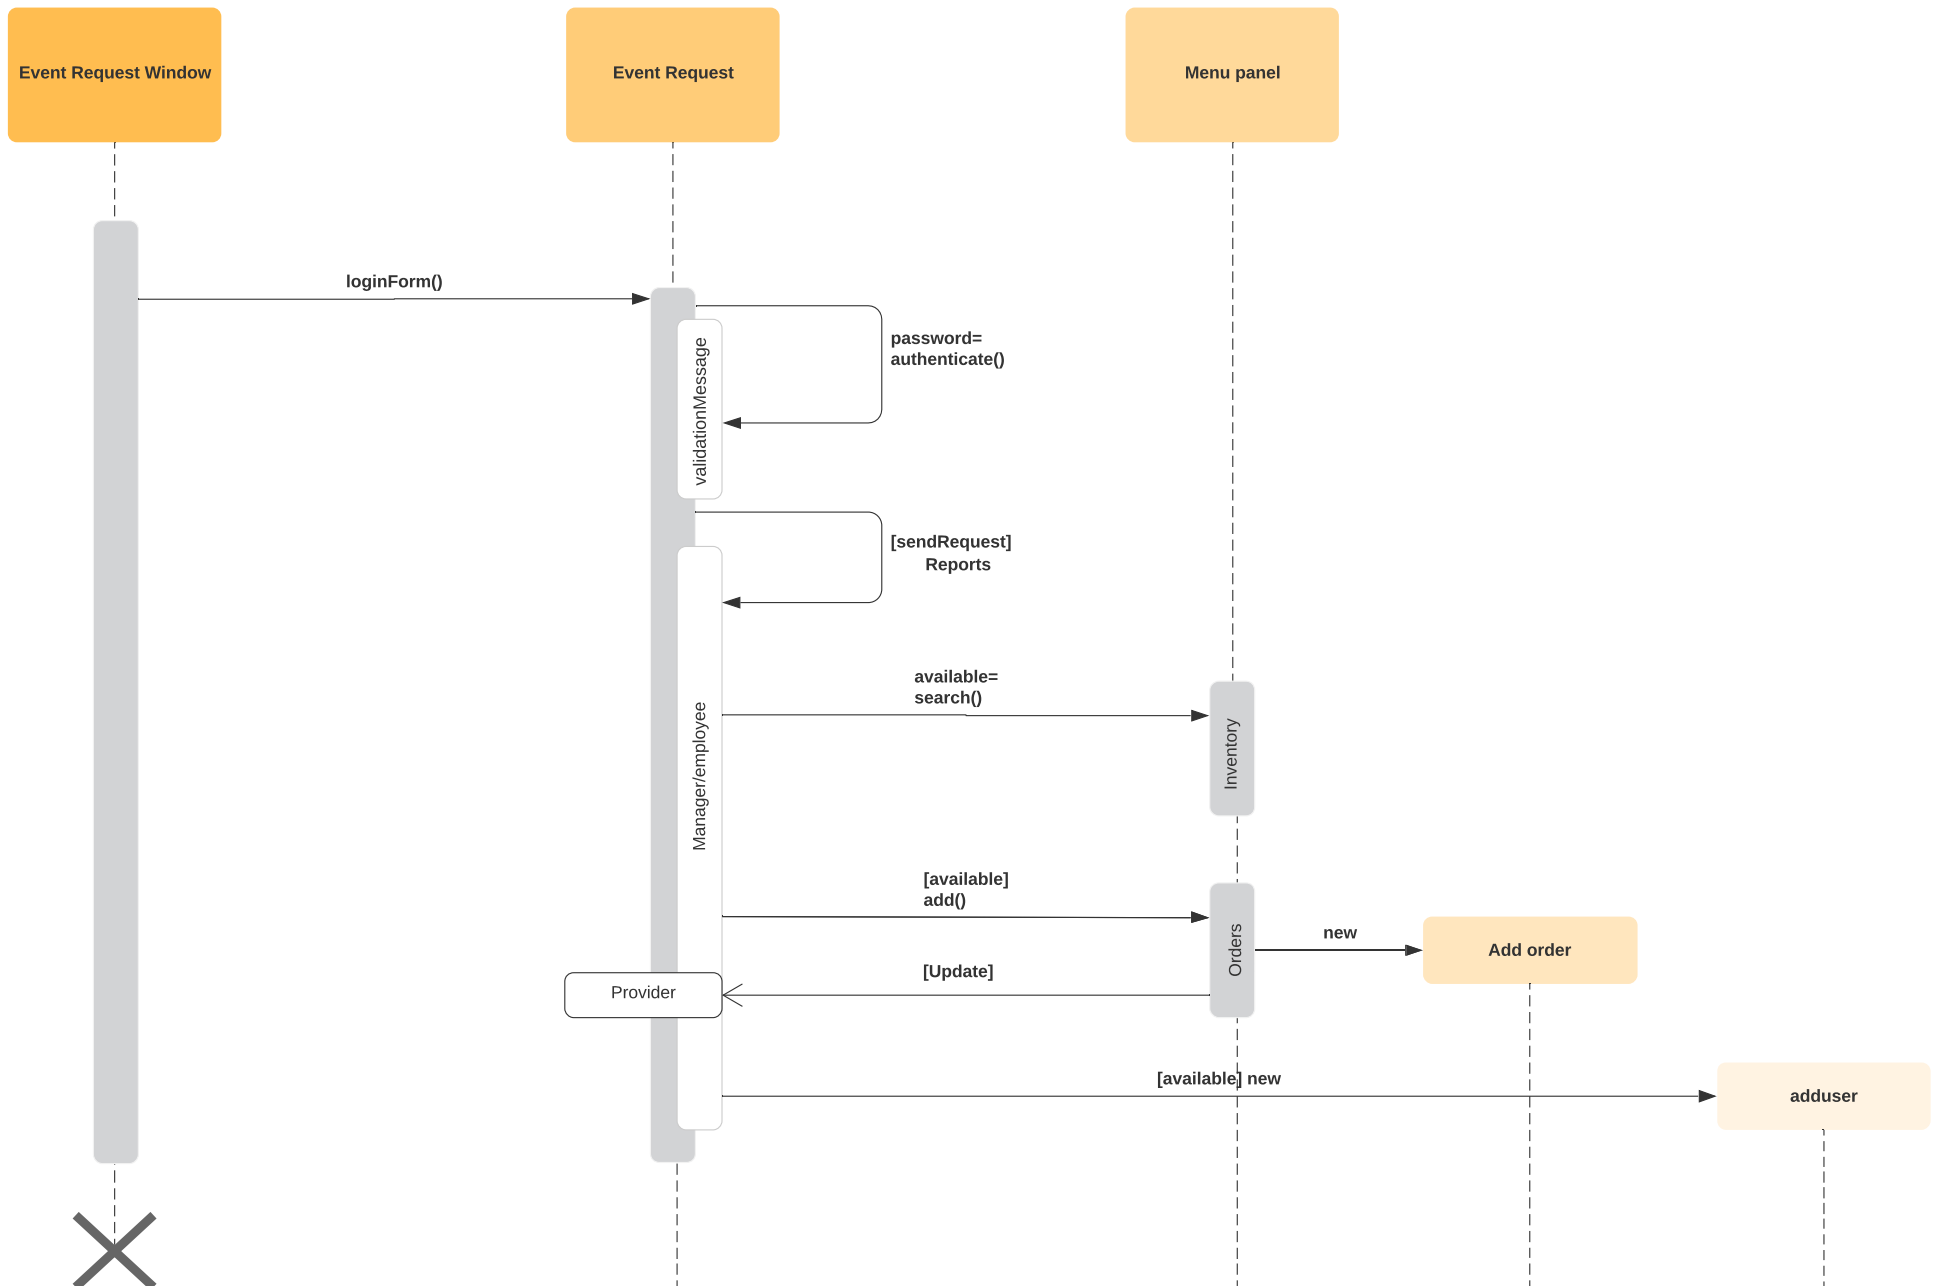 Event Request Window
Event Request
Menu panel
loginForm()
password=
authenticate()
validationMessage
[sendRequest]
Reports
available=
search()
Manager/employee
Inventory
[available]
add()
Orders
new
Add order
[Update]
Provider
[available] new
adduser